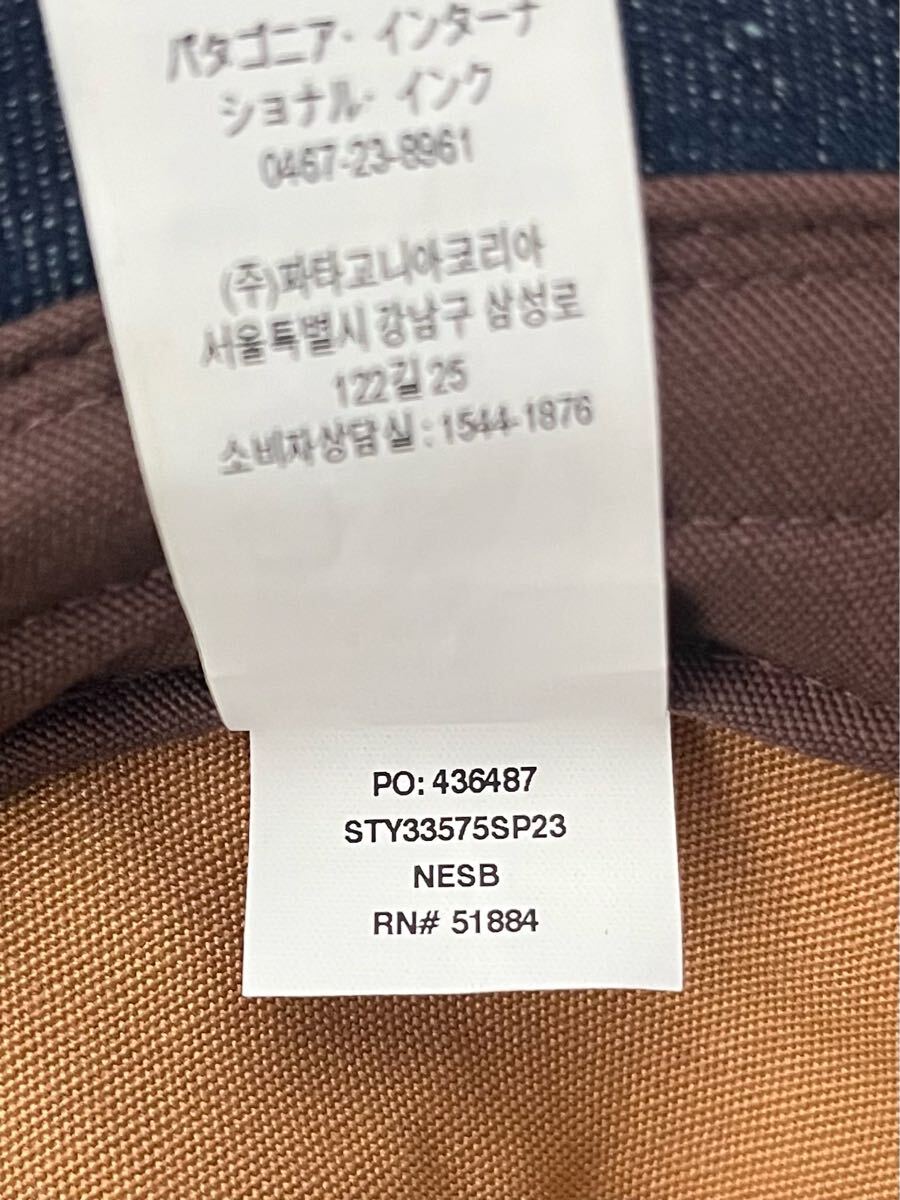 パタゴニア・インターナ
ショナル・インク
0467-23-8961
(주)파타고니아코리아
서울특별시 강남구 삼성로
122길 25
소비자상담실 : 1544-1876
PO: 436487
STY33575SP23
NESB
RN# 51884